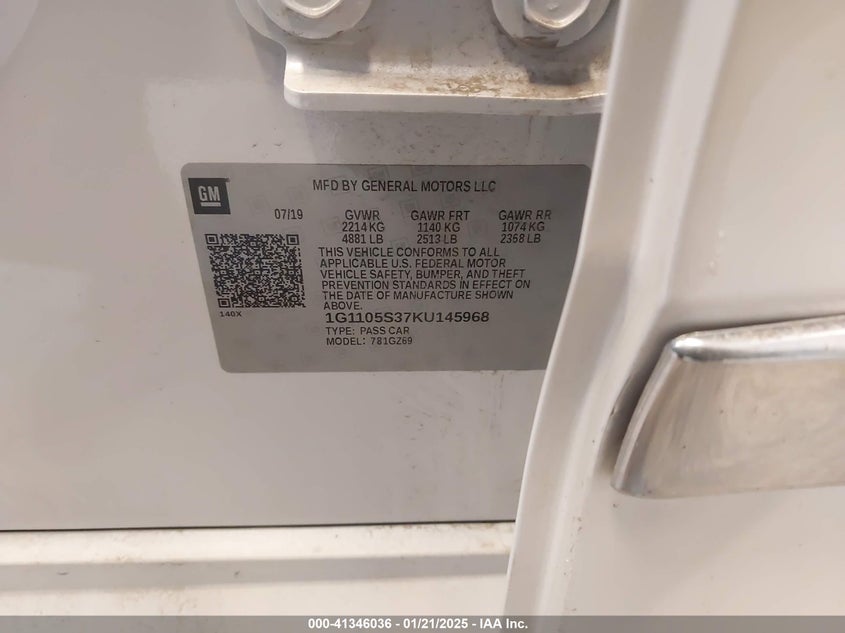 GM
MFD BY GENERAL MOTORS LLC
07/19 GVWR GAWR FRT GAWR RR
2214 KG 1140 KG 1074 KG
4881 LB 2513 LB 2368 LB
THIS VEHICLE CONFORMS TO ALL
APPLICABLE U.S. FEDERAL MOTOR
VEHICLE SAFETY, BUMPER, AND THEFT
PREVENTION STANDARDS IN EFFECT ON
THE DATE OF MANUFACTURE SHOWN
ABOVE.
140X
1G1105S37KU145968
TYPE: PASS CAR
MODEL: 781GZ69
000-41346036 - 01/21/2025 - IAA Inc.